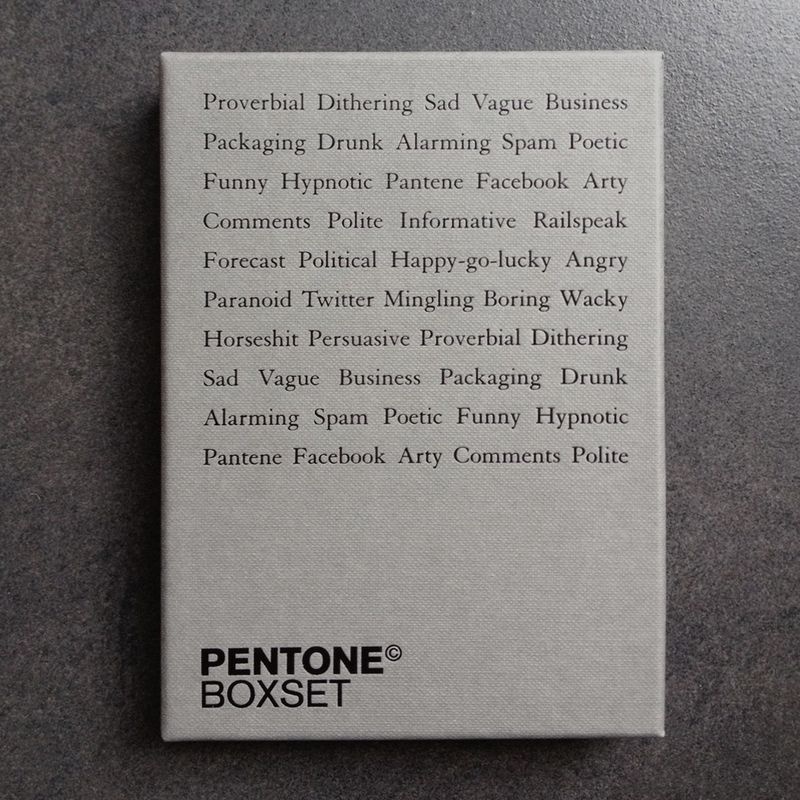 Proverbial Dithering Sad Vague Business
Packaging Drunk Alarming Spam Poetic
Funny Hypnotic Pantene Facebook Arty
Comments Polite Informative Railspeak
Forecast Political Happy-go-lucky Angry
Paranoid Twitter Mingling Boring Wacky
Horseshit Persuasive Proverbial Dithering
Sad Vague Business Packaging Drunk
Alarming Spam Poetic Funny Hypnotic
Pantene Facebook Arty Comments Polite
PENTONE©
BOXSET